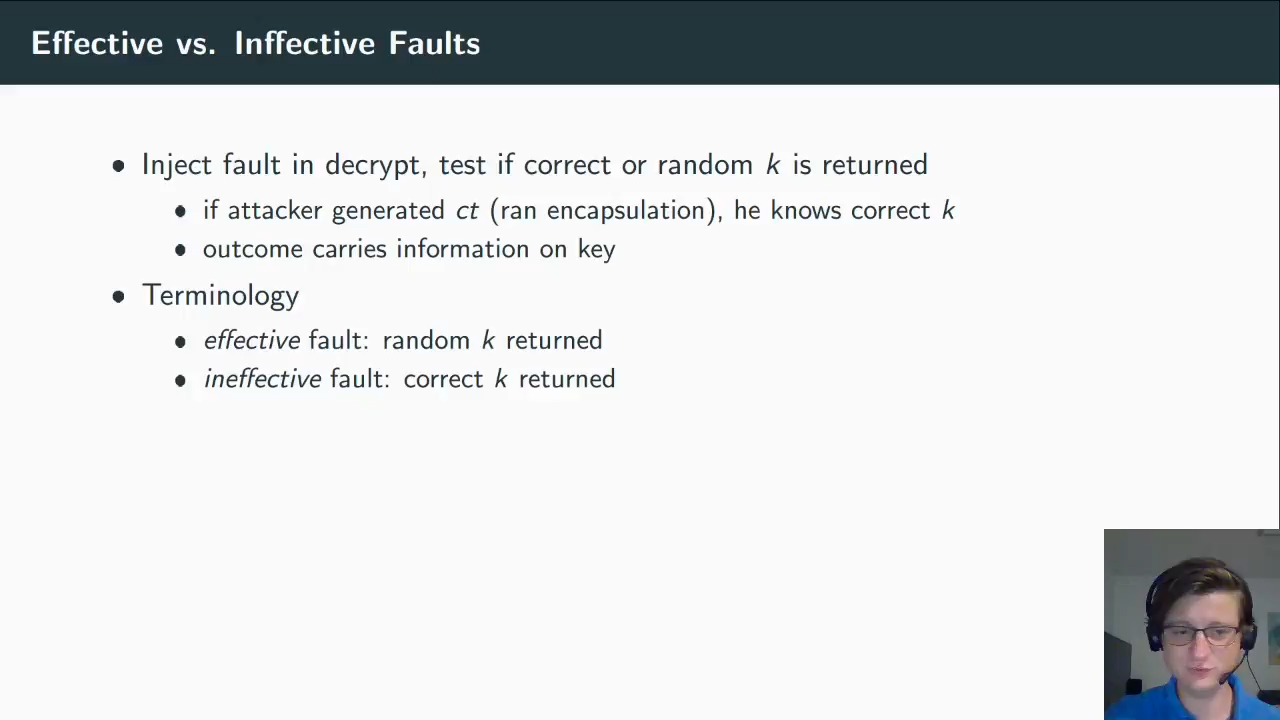 Effective vs. Inffective Faults
• Inject fault in decrypt, test if correct or random k is returned
• if attacker generated ct (ran encapsulation), he knows correct k
• outcome carries information on key
• Terminology
• effective fault: random k returned
• ineffective fault: correct k returned